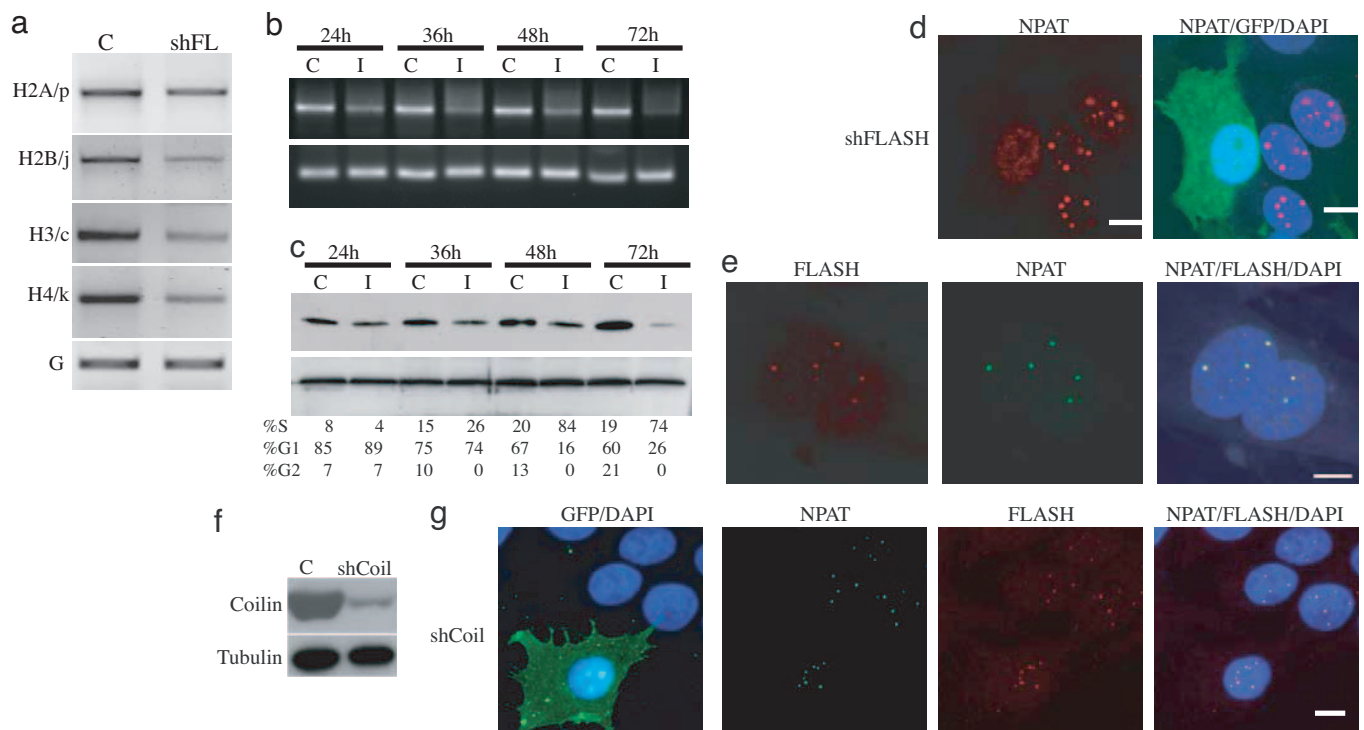 a
C shFL
H2A/p
H2B/j
H3/c
H4/k
G
b
24h 36h 48h 72h
C I C I C I C I
c
24h 36h 48h 72h
C I C I C I C I
%S 8 4 15 26 20 84 19 74
%G1 85 89 75 74 67 16 60 26
%G2 7 7 10 0 13 0 21 0
d
NPAT NPAT/GFP/DAPI
shFLASH
e
FLASH NPAT NPAT/FLASH/DAPI
f
C shCoil
Coilin
Tubulin
g
GFP/DAPI NPAT FLASH NPAT/FLASH/DAPI
shCoil